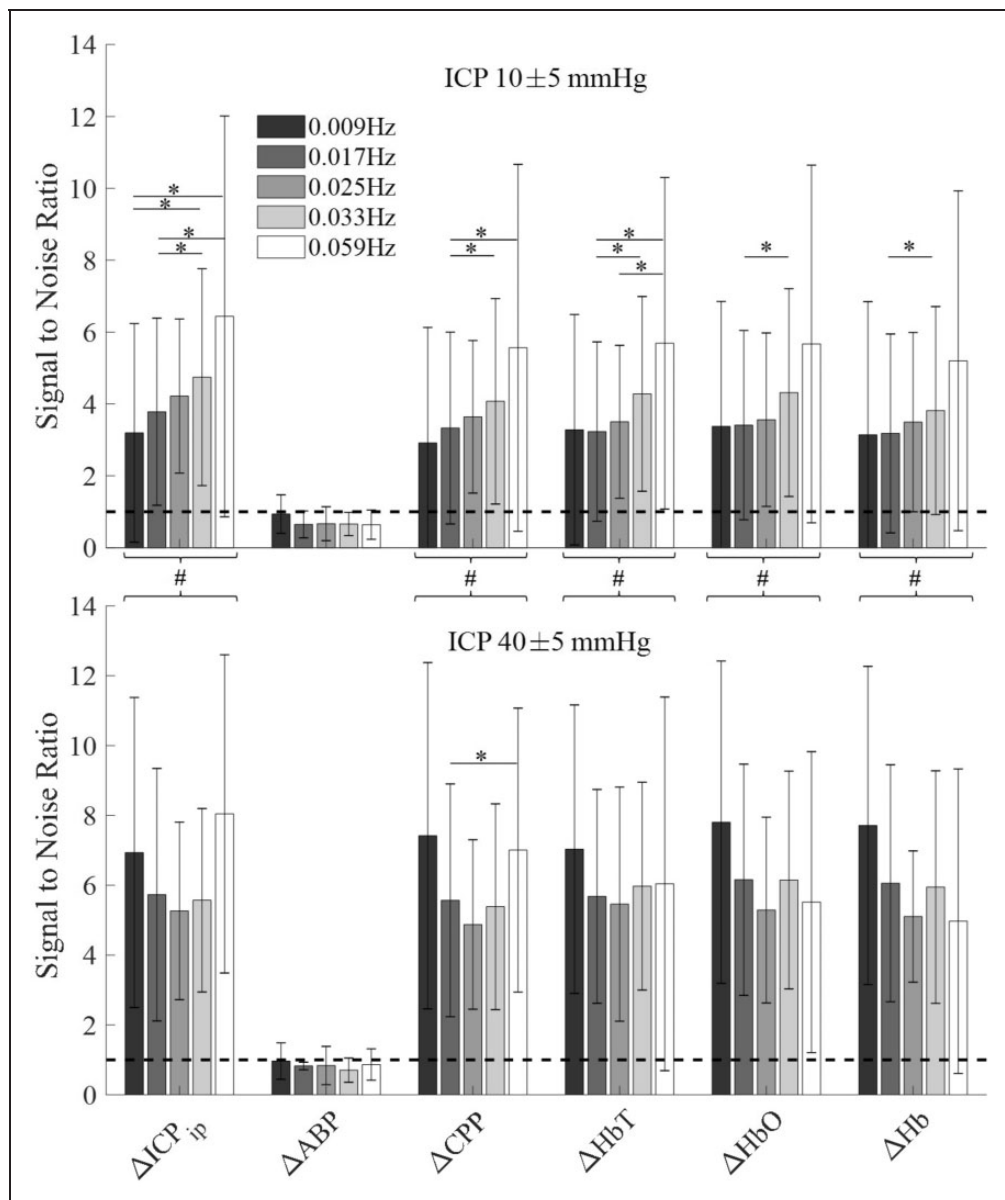 14
ICP 10±5 mmHg
12
0.009Hz
0.017Hz
0.025Hz
0.033Hz
0.059Hz
10
8
6
4
2
0
Signal to Noise Ratio
* * * *
* *
* * *
*
*
# # # # #
14
ICP 40±5 mmHg
12
10
8
6
4
2
0
Signal to Noise Ratio
*
ΔICP ip
ΔABP
ΔCPP
ΔHbT
ΔHbO
ΔHb